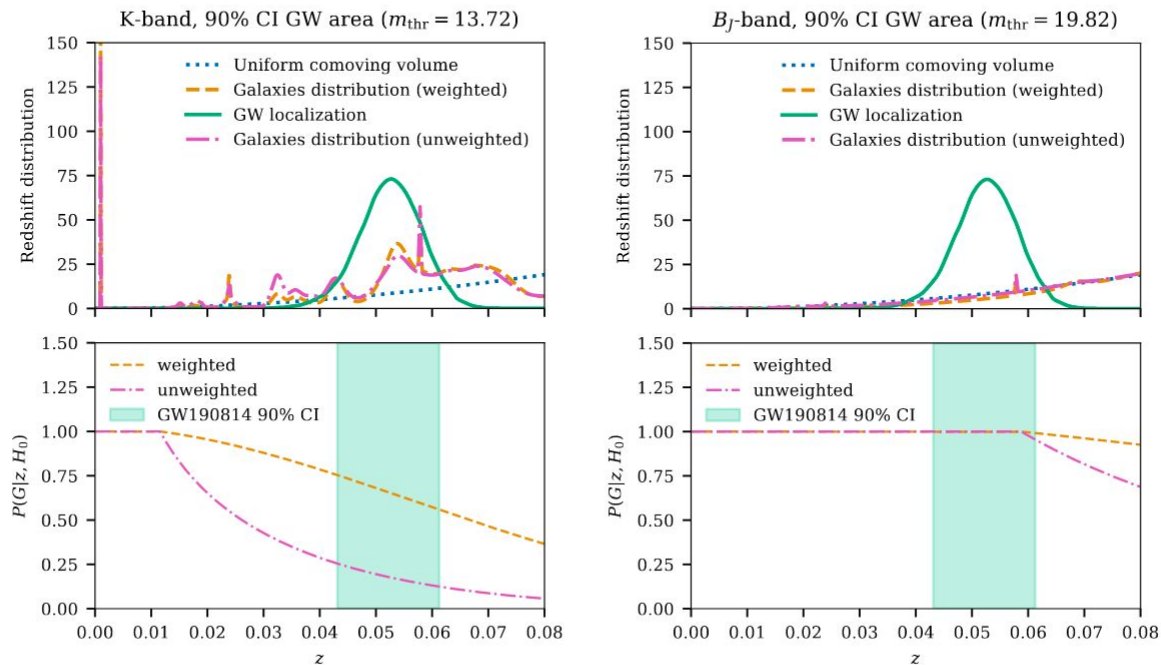 K-band, 90% CI GW area (m_thr = 13.72)
150
125
100
75
50
25
0
Redshift distribution
Uniform comoving volume
Galaxies distribution (weighted)
GW localization
Galaxies distribution (unweighted)
B_J-band, 90% CI GW area (m_thr = 19.82)
150
125
100
75
50
25
0
Redshift distribution
Uniform comoving volume
Galaxies distribution (weighted)
GW localization
Galaxies distribution (unweighted)
1.50
1.25
1.00
0.75
0.50
0.25
0.00
P(G|z, H_0)
weighted
unweighted
GW190814 90% CI
0.00 0.01 0.02 0.03 0.04 0.05 0.06 0.07 0.08
z
1.50
1.25
1.00
0.75
0.50
0.25
0.00
P(G|z, H_0)
weighted
unweighted
GW190814 90% CI
0.00 0.01 0.02 0.03 0.04 0.05 0.06 0.07 0.08
z